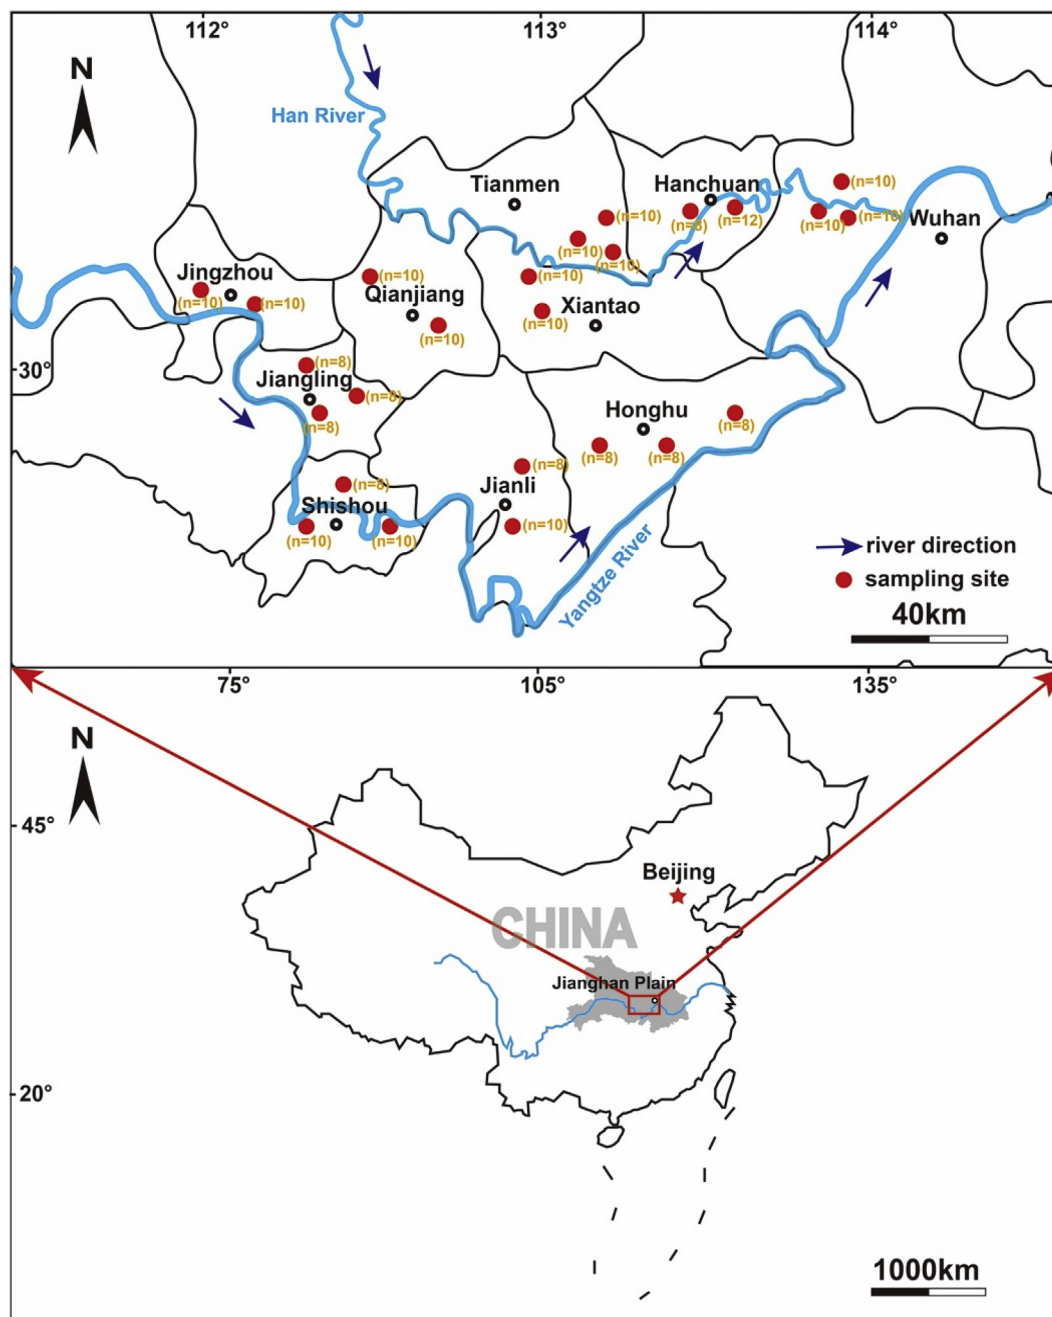 112°
113°
114°
N
Han River
Tianmen
Hanchuan
(n=10)
(n=10)
(n=8)
(n=12)
(n=10)
(n=10)
Wuhan
(n=10)
(n=10)
Jingzhou
(n=10)
(n=10)
(n=10)
Qianjiang
(n=10)
(n=10)
Xiantao
(n=10)
30°
(n=8)
Jiangling
(n=8)
(n=8)
Honghu
(n=8)
(n=8)
(n=8)
(n=8)
Jianli
(n=10)
(n=8)
Shishou
(n=10)
(n=10)
Yangtze River
river direction
sampling site
40km
75°
105°
135°
N
45°
Beijing
CHINA
Jianghan Plain
20°
1000km